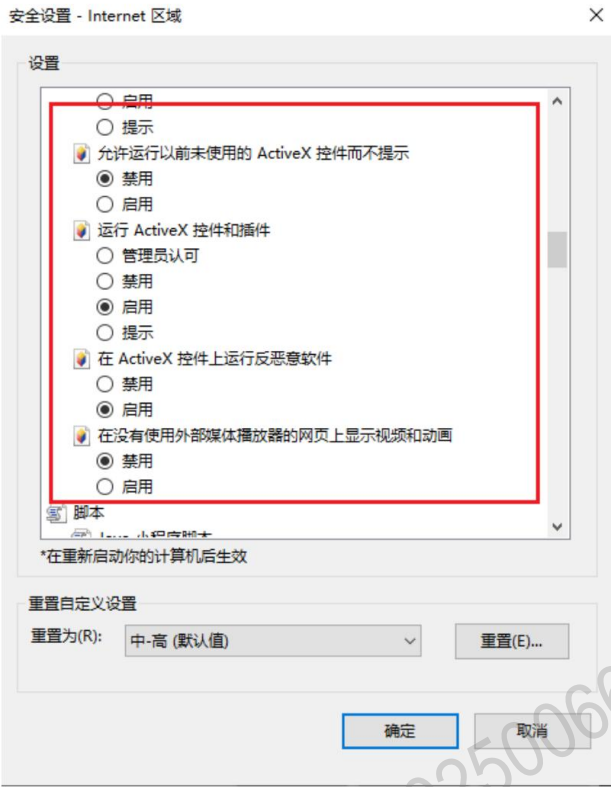 安全设置 - Internet 区域
设置
启用
提示
允许运行以前未使用的 ActiveX 控件而不提示
禁用
启用
运行 ActiveX 控件和插件
管理员认可
禁用
启用
提示
在 ActiveX 控件上运行反恶意软件
禁用
启用
在没有使用外部媒体播放器的网页上显示视频和动画
禁用
启用
脚本
Java 小程序脚本
*在重新启动你的计算机后生效
重置自定义设置
重置为(R):
中-高 (默认值)
重置(E)...
确定
取消